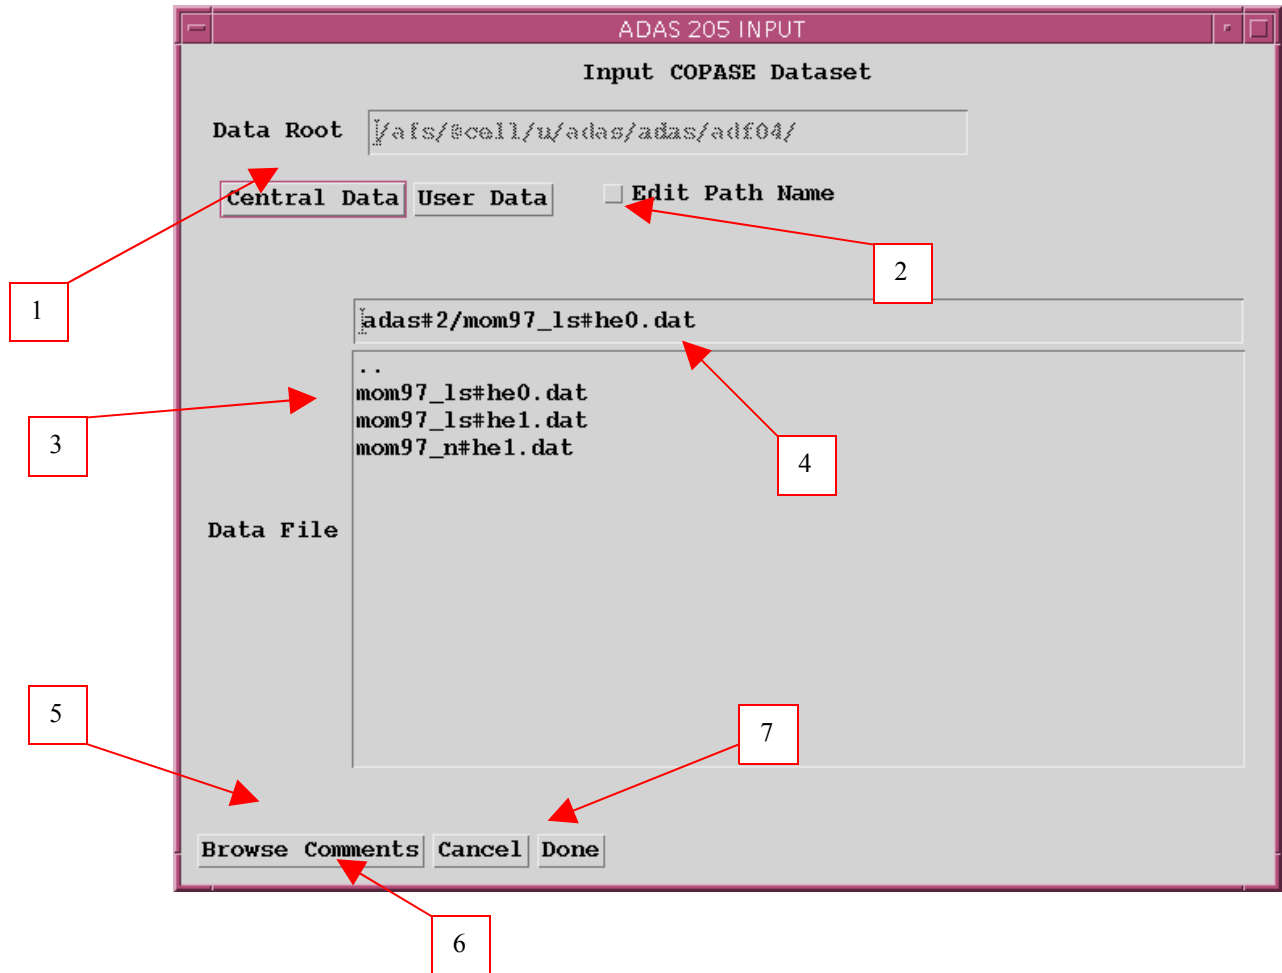 ADAS 205 INPUT
Input COPASE Dataset
Data Root /afs/@cell/u/adas/adas/adf04/
Central Data User Data Edit Path Name
2
1
adas#2/mom97_ls#he0.dat
..
mom97_ls#he0.dat
mom97_ls#he1.dat
mom97_n#he1.dat
3
4
Data File
5
7
Browse Comments Cancel Done
6